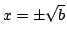 x = ±√b